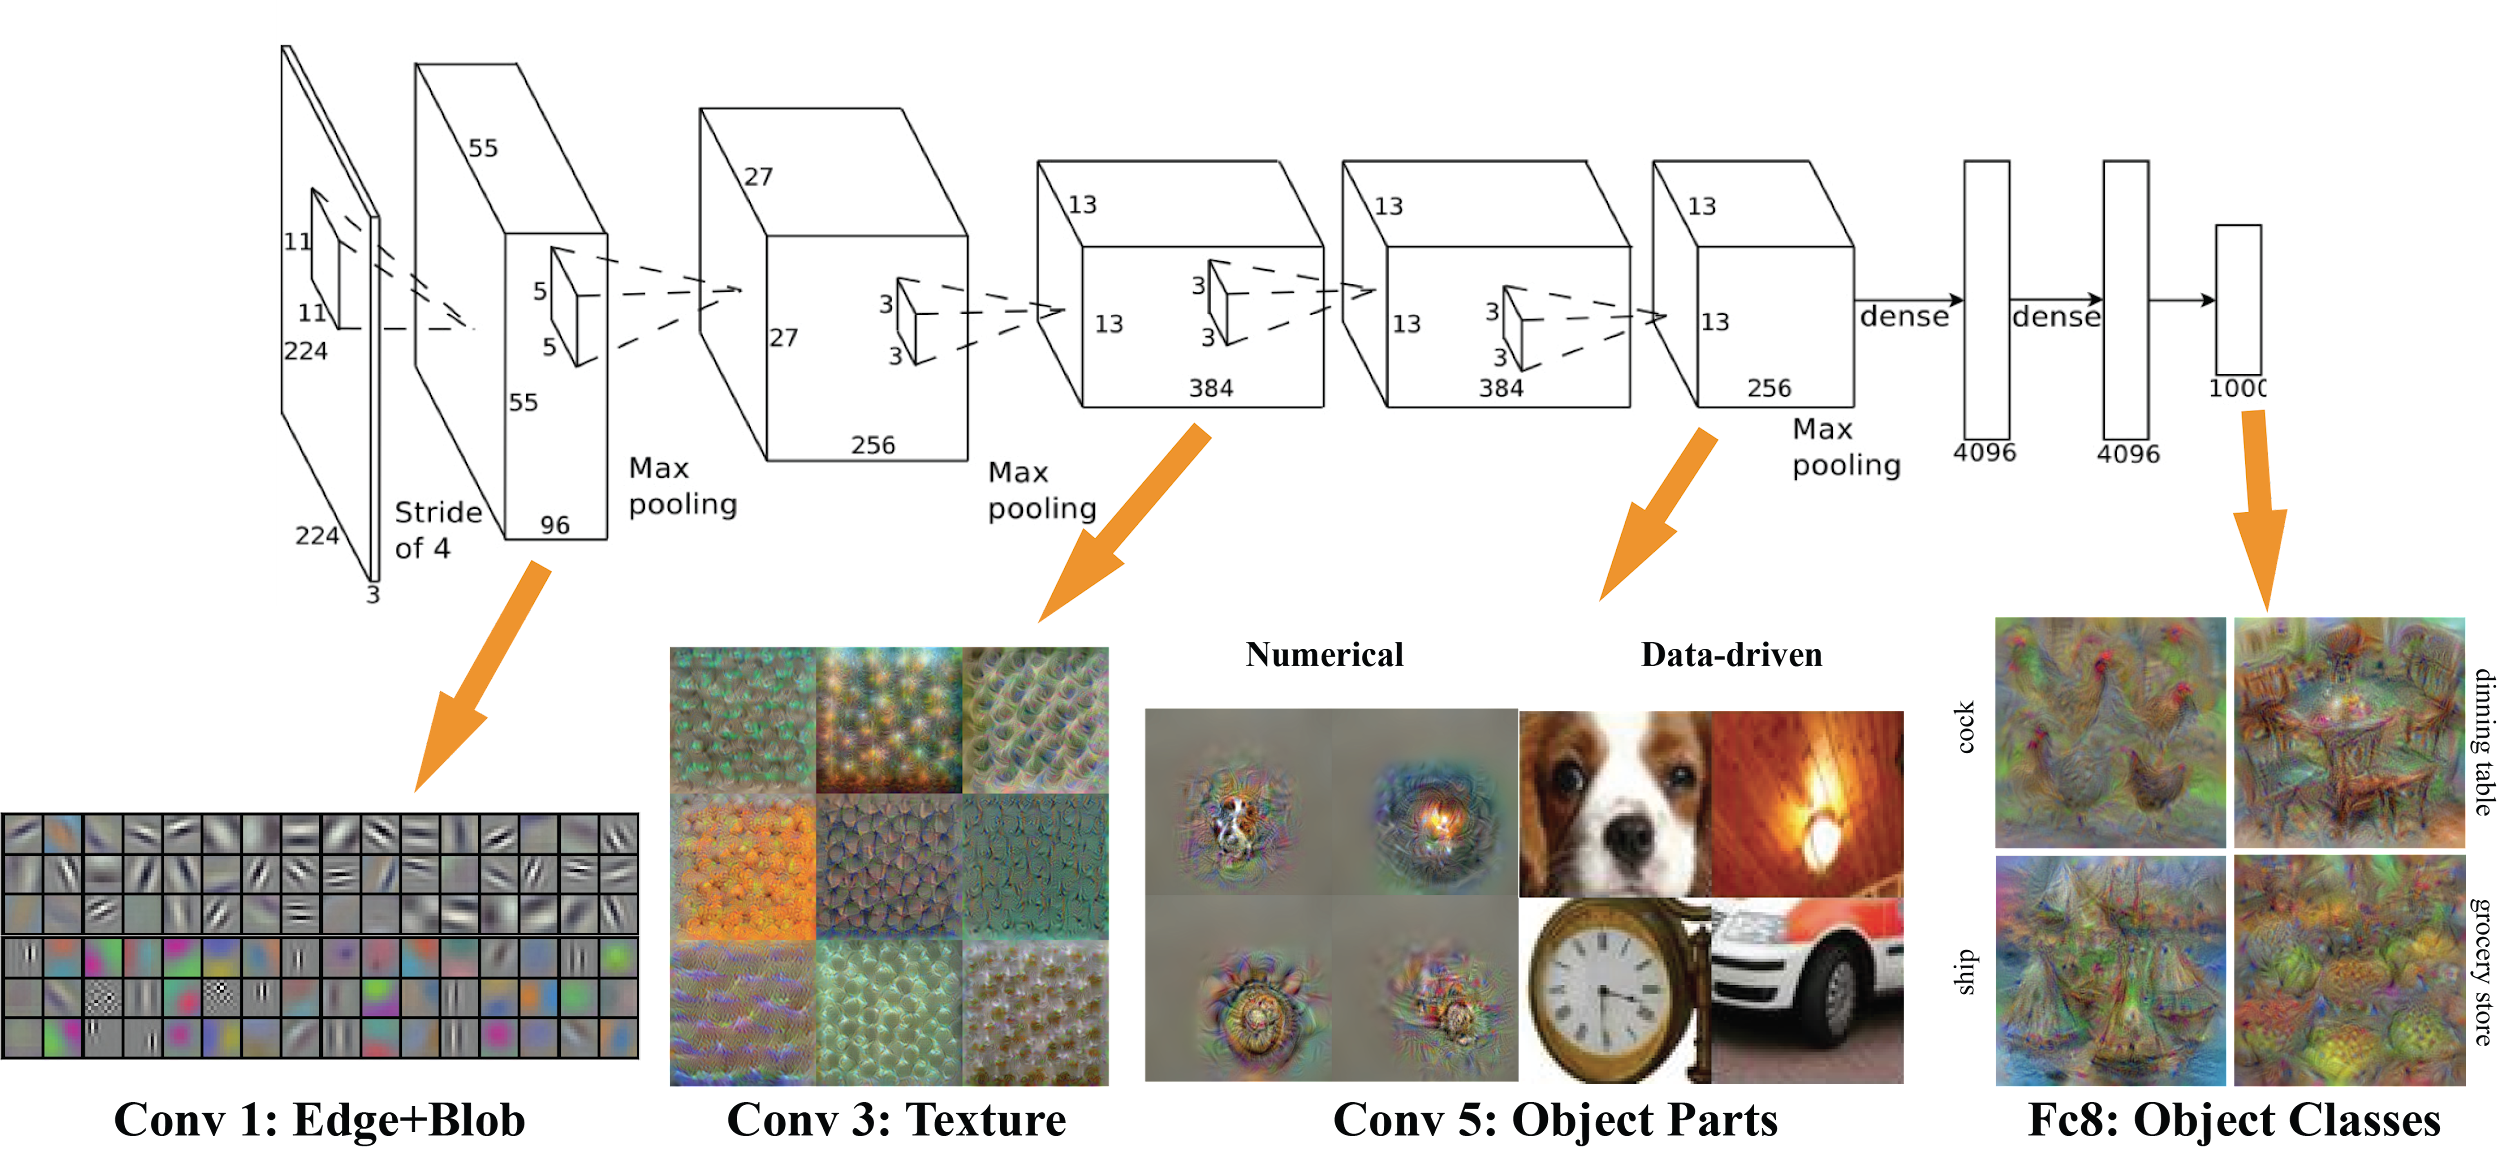 11
11
224
224
3
Stride
of 4
55
5
5
55
96
Max
pooling
27
27
3
3
256
Max
pooling
13
13
3
3
384
13
13
3
3
384
13
13
256
Max
pooling
dense
4096
dense
4096
1000
Numerical
Data-driven
cock
dinning table
ship
grocery store
Conv 1: Edge+Blob
Conv 3: Texture
Conv 5: Object Parts
Fc8: Object Classes